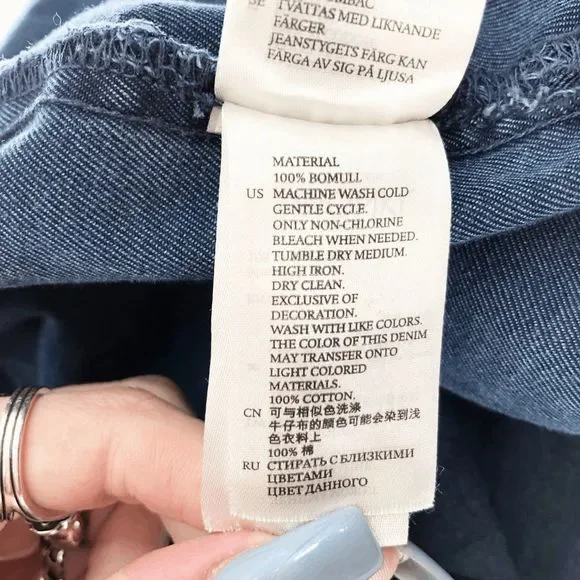 BAC
SE TVÄTTAS MED LIKNANDE
FÄRGER
JEANSTYGETS FÄRG KAN
FÄRGA AV SIG PÅ LJUSA
MATERIAL
100% BOMULL
US MACHINE WASH COLD
GENTLE CYCLE.
ONLY NON-CHLORINE
BLEACH WHEN NEEDED.
TUMBLE DRY MEDIUM.
HIGH IRON.
DRY CLEAN.
EXCLUSIVE OF
DECORATION.
WASH WITH LIKE COLORS.
THE COLOR OF THIS DENIM
MAY TRANSFER ONTO
LIGHT COLORED
MATERIALS.
100% COTTON.
CN 可与相似色洗涤
牛仔布的颜色可能会染到浅
色衣料上
100% 棉
RU СТИРАТЬ С БЛИЗКИМИ
ЦВЕТАМИ
ЦВЕТ ДАННОГО